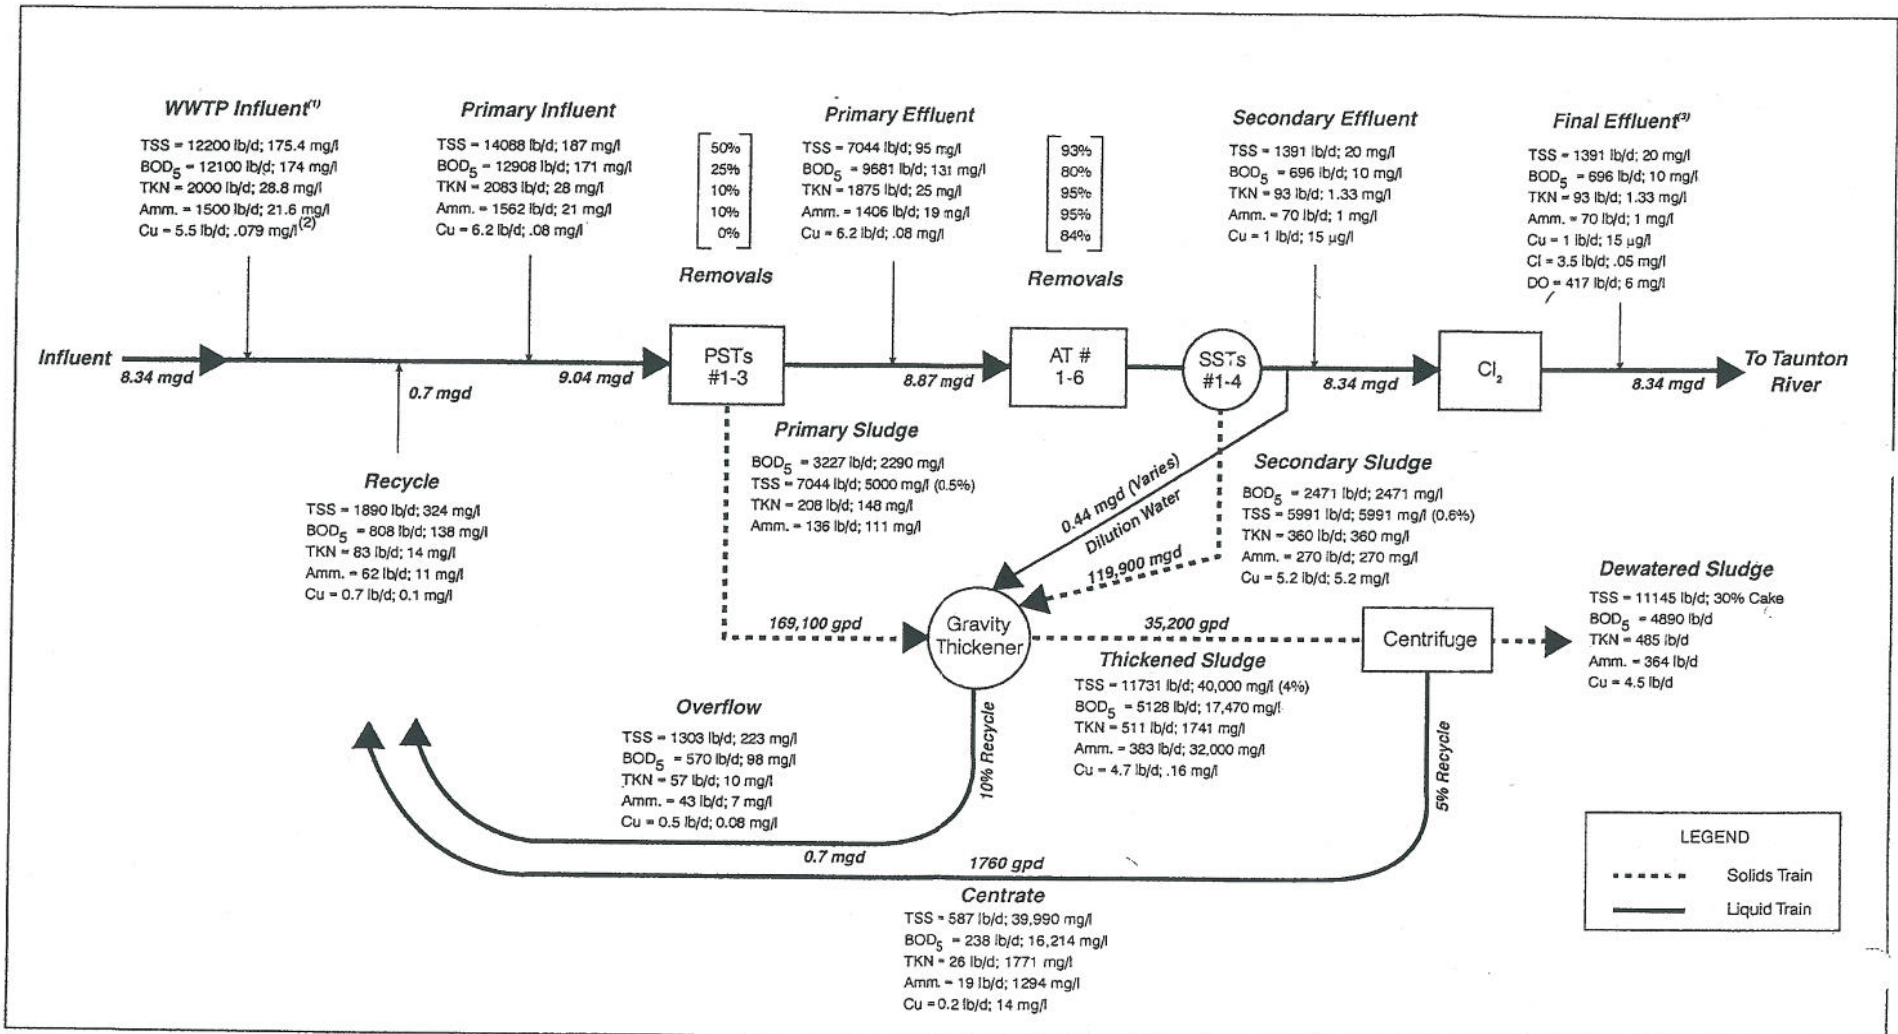 WWTP Influent(1)
TSS = 12200 lb/d; 175.4 mg/l
BOD5 = 12100 lb/d; 174 mg/l
TKN = 2000 lb/d; 28.8 mg/l
Amm. = 1500 lb/d; 21.6 mg/l
Cu = 5.5 lb/d; .079 mg/l(2)
Primary Influent
TSS = 14088 lb/d; 187 mg/l
BOD5 = 12908 lb/d; 171 mg/l
TKN = 2083 lb/d; 28 mg/l
Amm. = 1562 lb/d; 21 mg/l
Cu = 6.2 lb/d; .08 mg/l
50%
25%
10%
10%
0%
Removals
Primary Effluent
TSS = 7044 lb/d; 95 mg/l
BOD5 = 9681 lb/d; 131 mg/l
TKN = 1875 lb/d; 25 mg/l
Amm. = 1406 lb/d; 19 mg/l
Cu = 6.2 lb/d; .08 mg/l
93%
80%
95%
95%
84%
Removals
Secondary Effluent
TSS = 1391 lb/d; 20 mg/l
BOD5 = 696 lb/d; 10 mg/l
TKN = 93 lb/d; 1.33 mg/l
Amm. = 70 lb/d; 1 mg/l
Cu = 1 lb/d; 15 µg/l
Final Effluent(3)
TSS = 1391 lb/d; 20 mg/l
BOD5 = 696 lb/d; 10 mg/l
TKN = 93 lb/d; 1.33 mg/l
Amm. = 70 lb/d; 1 mg/l
Cu = 1 lb/d; 15 µg/l
Cl = 3.5 lb/d; .05 mg/l
DO = 417 lb/d; 6 mg/l
Influent
8.34 mgd
0.7 mgd
9.04 mgd
PSTs
#1-3
8.87 mgd
AT #
1-6
SSTs
#1-4
8.34 mgd
Cl2
8.34 mgd
To Taunton
River
Recycle
TSS = 1890 lb/d; 324 mg/l
BOD5 = 808 lb/d; 138 mg/l
TKN = 83 lb/d; 14 mg/l
Amm. = 62 lb/d; 11 mg/l
Cu = 0.7 lb/d; 0.1 mg/l
Primary Sludge
BOD5 = 3227 lb/d; 2290 mg/l
TSS = 7044 lb/d; 5000 mg/l (0.5%)
TKN = 208 lb/d; 148 mg/l
Amm. = 136 lb/d; 111 mg/l
0.44 mgd (Varies)
Dilution Water
119,900 mgd
Secondary Sludge
BOD5 = 2471 lb/d; 2471 mg/l
TSS = 5991 lb/d; 5991 mg/l (0.6%)
TKN = 360 lb/d; 360 mg/l
Amm. = 270 lb/d; 270 mg/l
Cu = 5.2 lb/d; 5.2 mg/l
Dewatered Sludge
TSS = 11145 lb/d; 30% Cake
BOD5 = 4890 lb/d
TKN = 485 lb/d
Amm. = 364 lb/d
Cu = 4.5 lb/d
169,100 gpd
Gravity
Thickener
35,200 gpd
Centrifuge
Thickened Sludge
TSS = 11731 lb/d; 40,000 mg/l (4%)
BOD5 = 5128 lb/d; 17,470 mg/l
TKN = 511 lb/d; 1741 mg/l
Amm. = 383 lb/d; 32,000 mg/l
Cu = 4.7 lb/d; .16 mg/l
Overflow
TSS = 1303 lb/d; 223 mg/l
BOD5 = 570 lb/d; 98 mg/l
TKN = 57 lb/d; 10 mg/l
Amm. = 43 lb/d; 7 mg/l
Cu = 0.5 lb/d; 0.08 mg/l
10% Recycle
5% Recycle
0.7 mgd
1760 gpd
Centrate
TSS = 587 lb/d; 39,990 mg/l
BOD5 = 238 lb/d; 16,214 mg/l
TKN = 26 lb/d; 1771 mg/l
Amm. = 19 lb/d; 1294 mg/l
Cu = 0.2 lb/d; 14 mg/l
LEGEND
Solids Train
Liquid Train